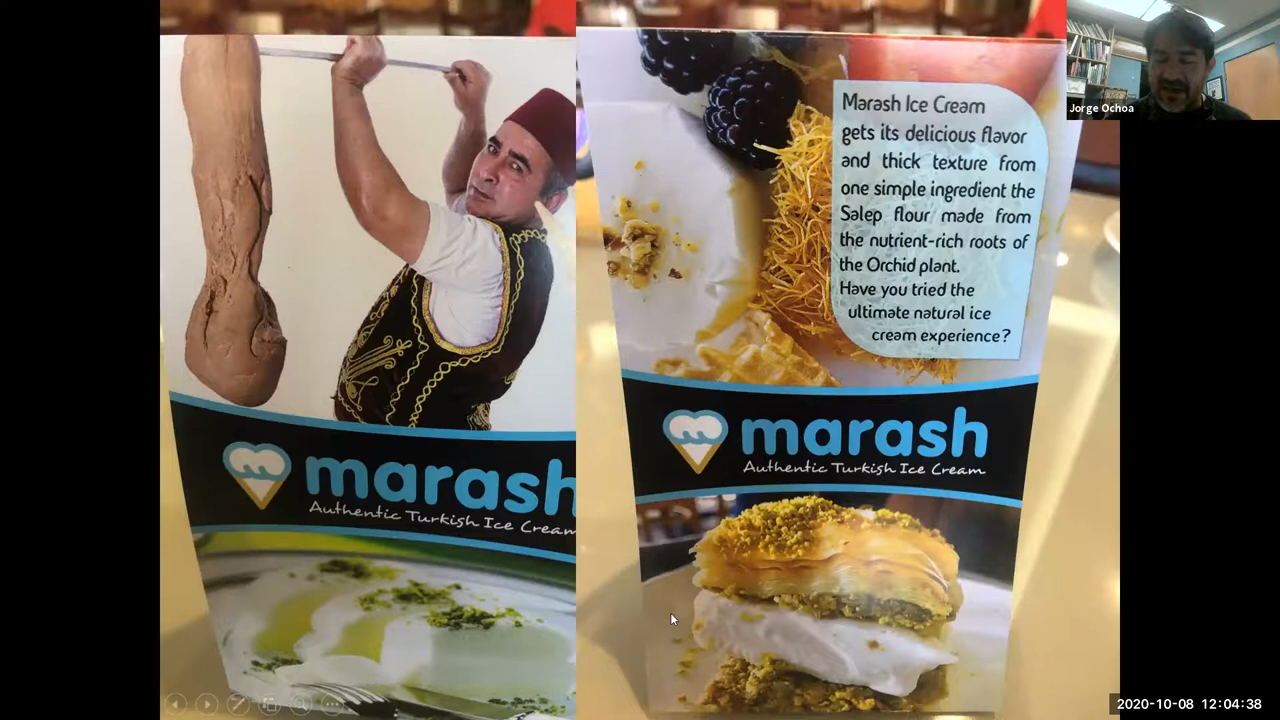 Jorge Ochoa
Marash Ice Cream
gets its delicious flavor
and thick texture from
one simple ingredient the
Salep flour made from
the nutrient-rich roots of
the Orchid plant.
Have you tried the
ultimate natural ice
cream experience?
marash
Authentic Turkish Ice Cream
marash
Authentic Turkish Ice Cream
2020-10-08 12:04:38